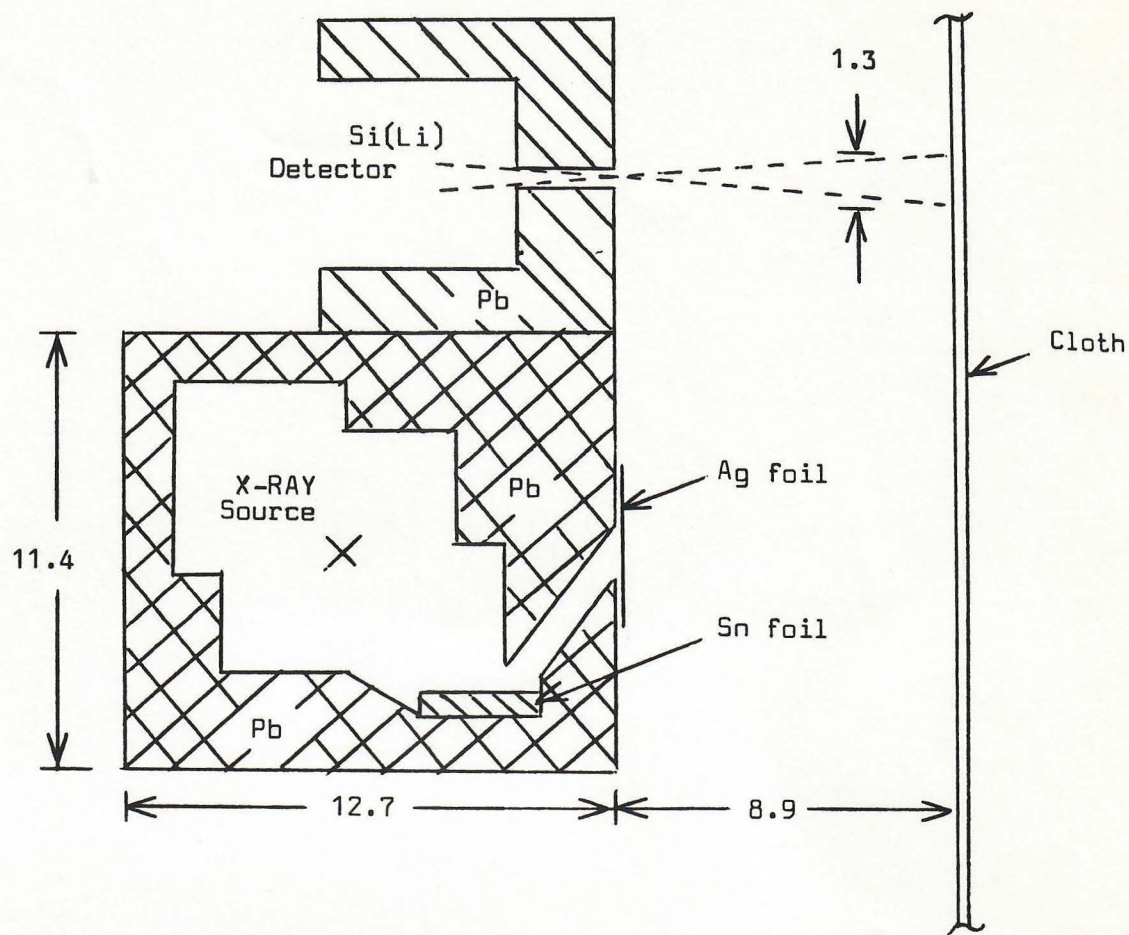 1.3
Si(Li)
Detector
Pb
Cloth
X-RAY
Source
Pb
Ag foil
11.4
Sn foil
Pb
12.7
8.9